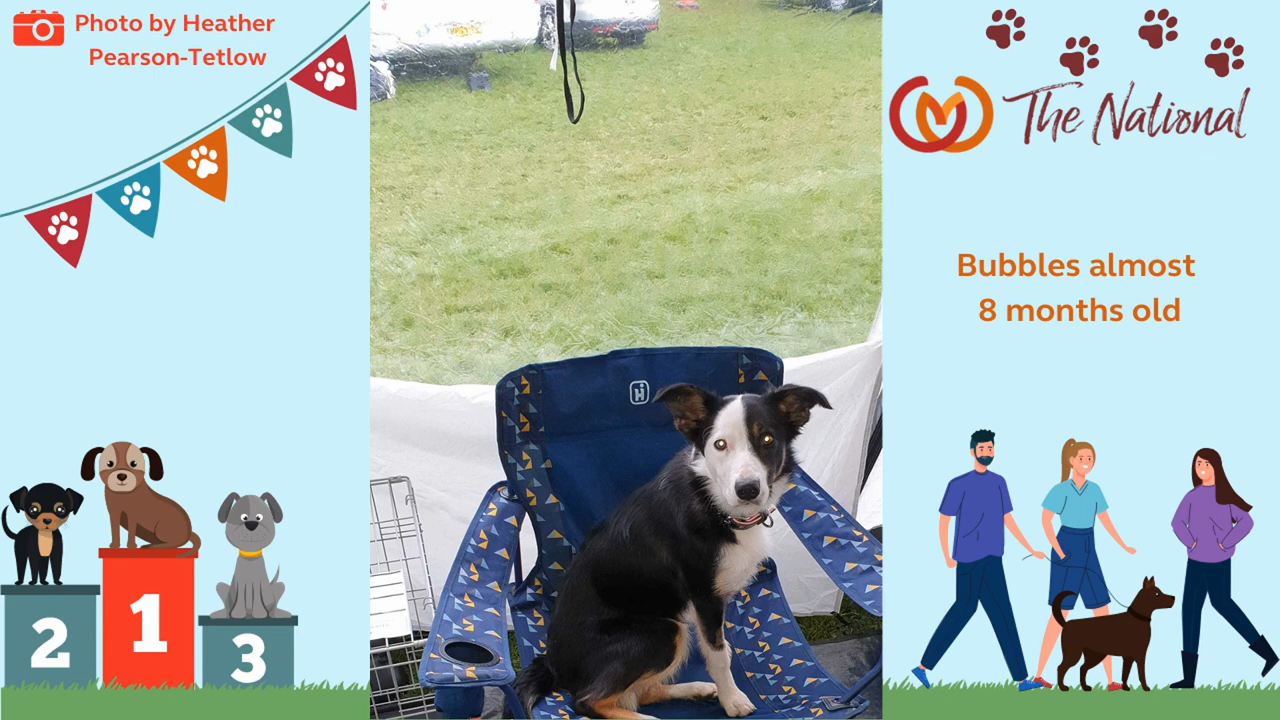 Photo by Heather
Pearson-Tetlow
The National
Bubbles almost
8 months old
2
1
3